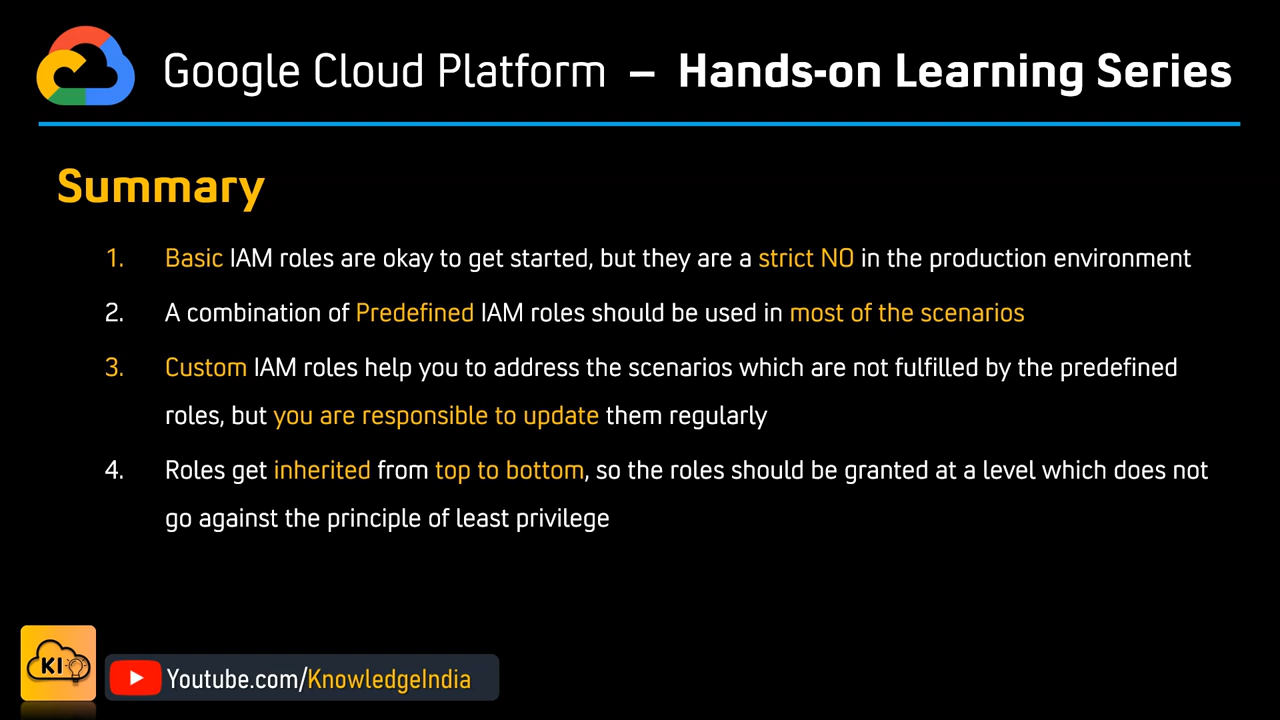 Google Cloud Platform – Hands-on Learning Series
Summary
1. Basic IAM roles are okay to get started, but they are a strict NO in the production environment
2. A combination of Predefined IAM roles should be used in most of the scenarios
3. Custom IAM roles help you to address the scenarios which are not fulfilled by the predefined
roles, but you are responsible to update them regularly
4. Roles get inherited from top to bottom, so the roles should be granted at a level which does not
go against the principle of least privilege
KI
Youtube.com/KnowledgeIndia